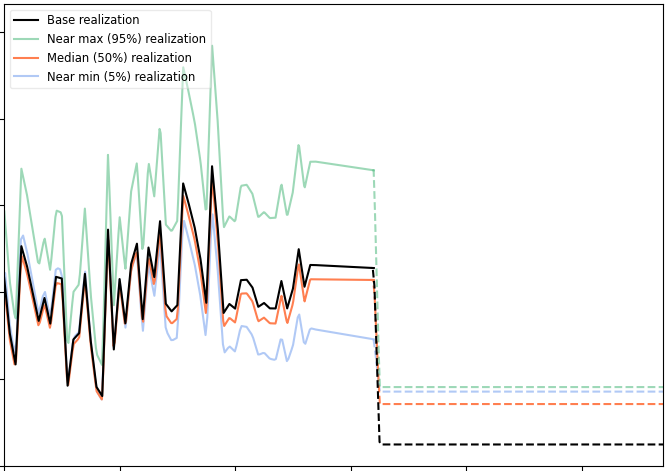 Base realization
Near max (95%) realization
Median (50%) realization
Near min (5%) realization